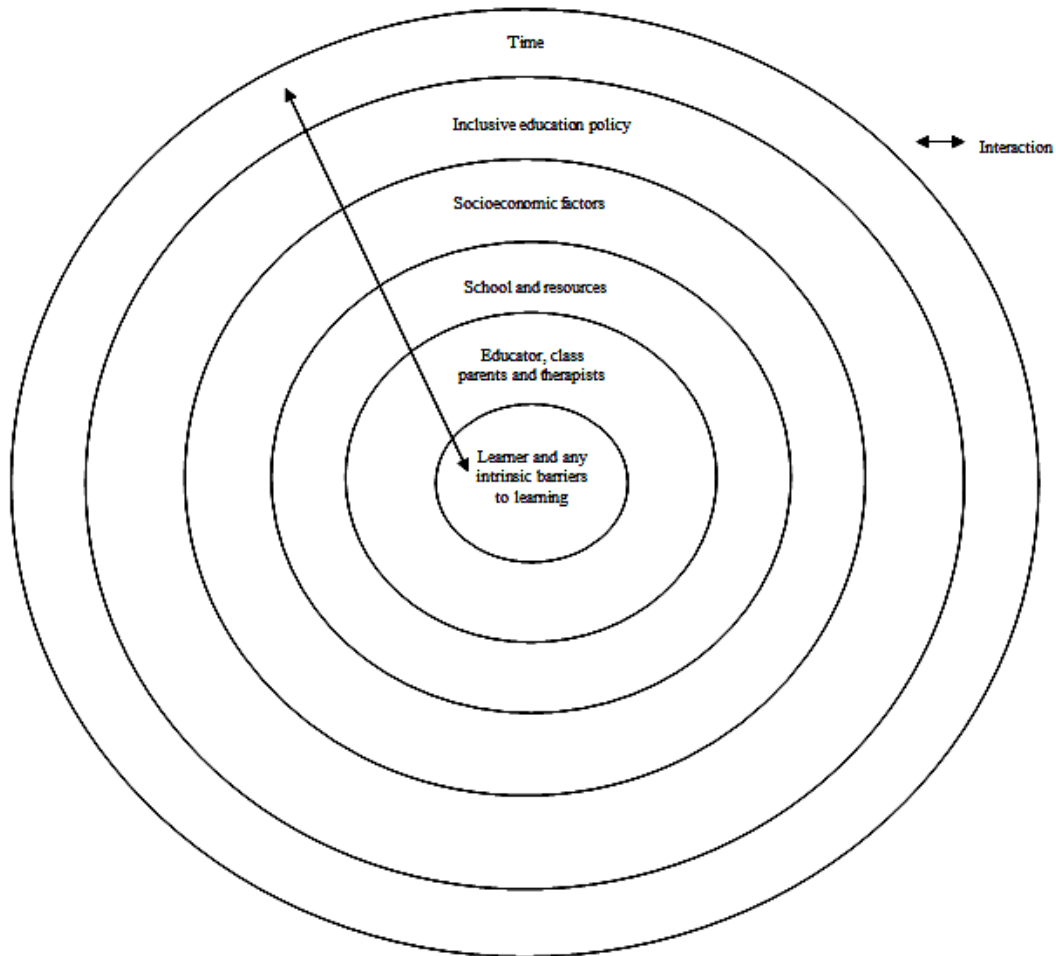 Time
Inclusive education policy
Interaction
Socioeconomic factors
School and resources
Educator, class
parents and therapists
Learner and any
intrinsic barriers
to learning